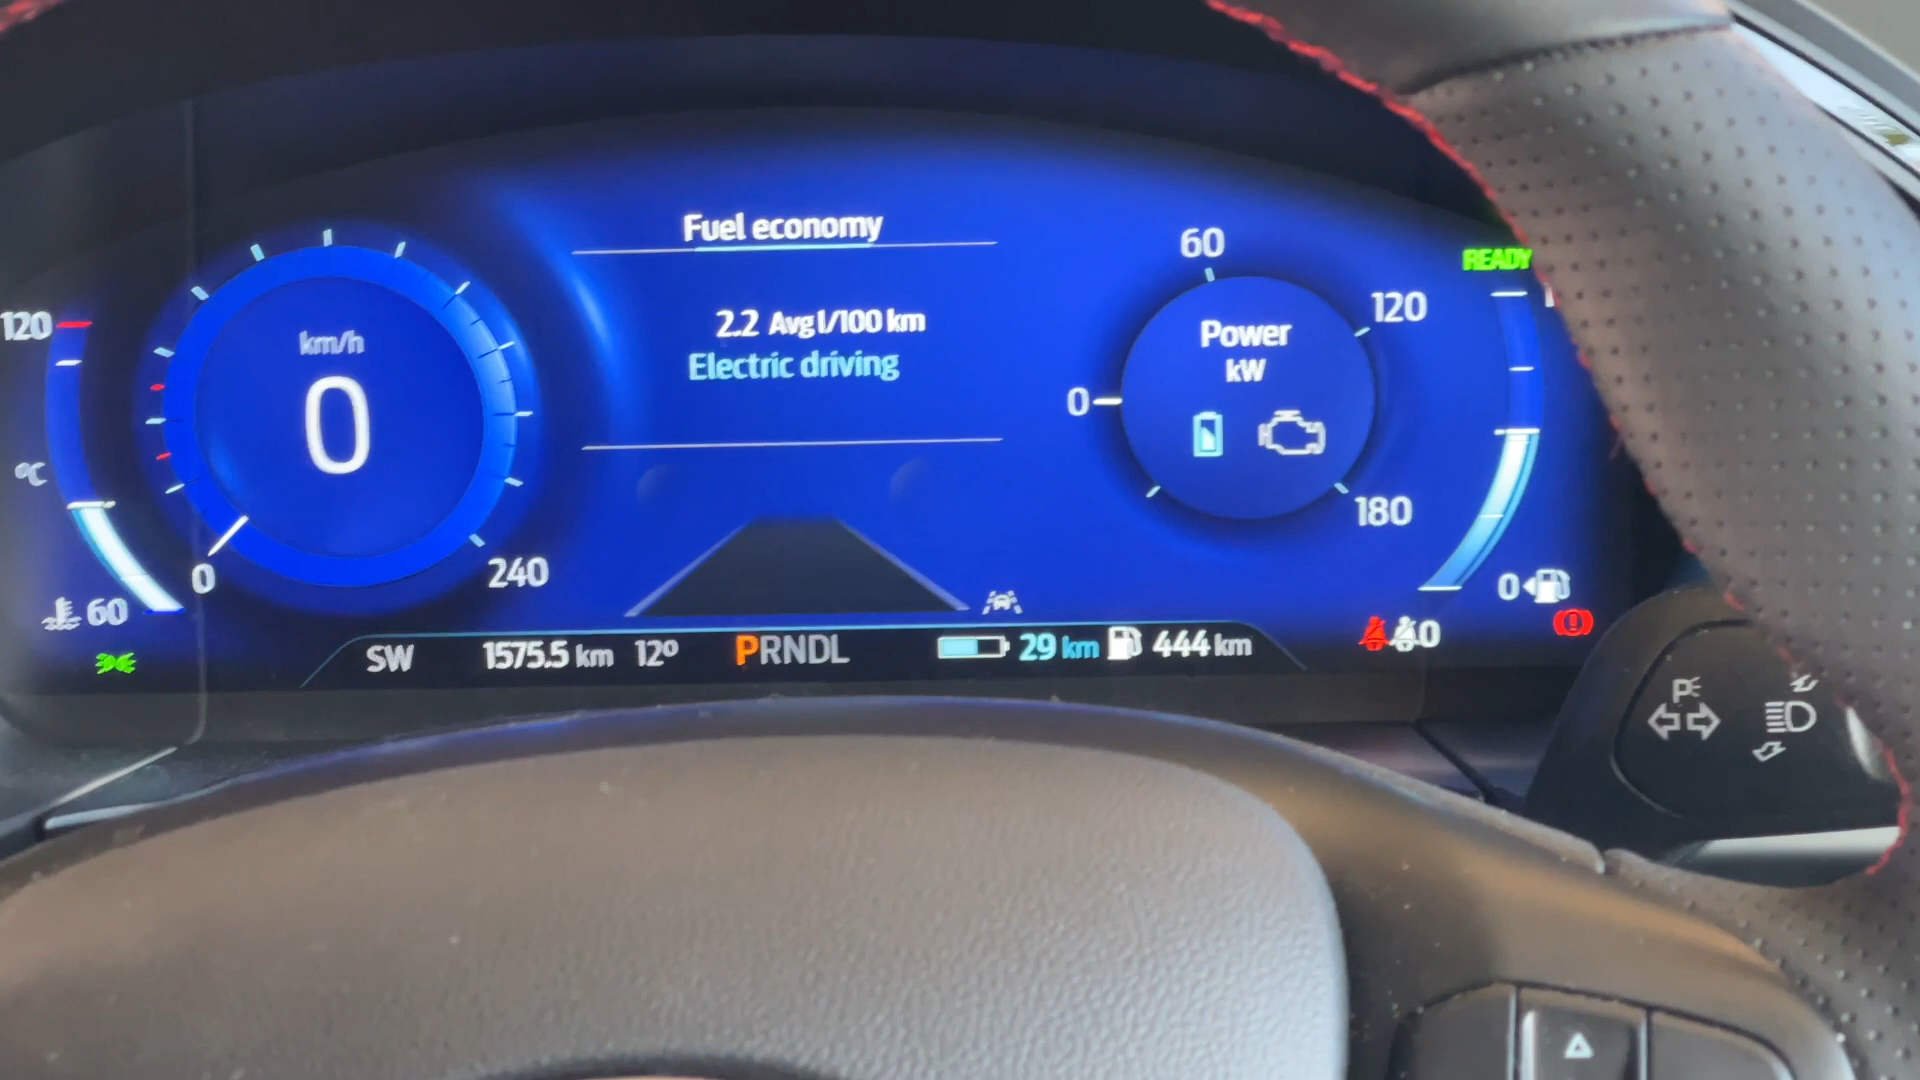 Fuel economy
2.2 Avg l/100 km
Electric driving
120
°C
60
km/h
0
0
240
60
120
0
180
Power
kW
READY
0
SW 1575.5 km 12º PRNDL 29 km 444 km
0
P